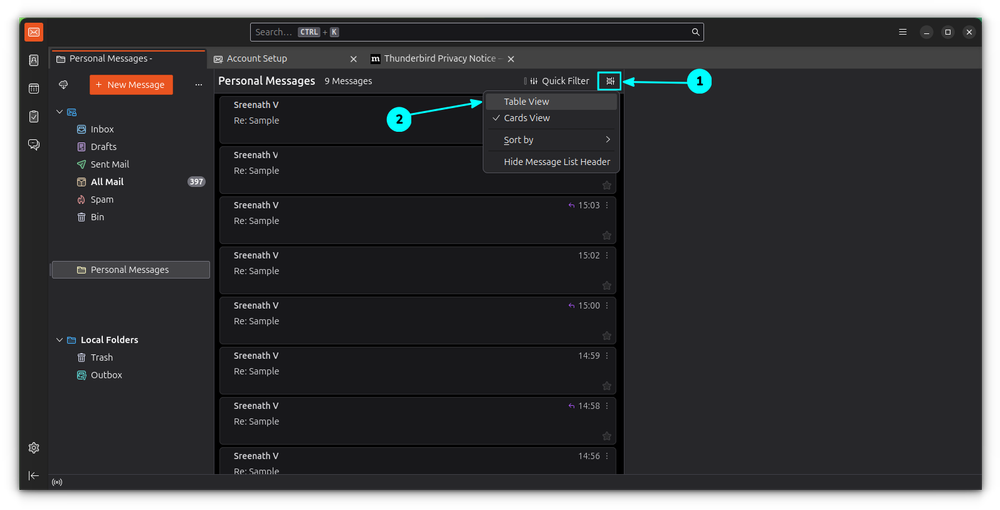 Search... CTRL + K
Personal Messages -
Account Setup
Thunderbird Privacy Notice -
+ New Message
Personal Messages 9 Messages
Quick Filter
1
2
Table View
Cards View
Sort by
Hide Message List Header
Inbox
Drafts
Sent Mail
All Mail 397
Spam
Bin
Personal Messages
Local Folders
Trash
Outbox
Sreenath V
Re: Sample
Sreenath V
Re: Sample
Sreenath V 15:03
Re: Sample
Sreenath V 15:02
Re: Sample
Sreenath V 15:00
Re: Sample
Sreenath V 14:59
Re: Sample
Sreenath V 14:58
Re: Sample
Sreenath V 14:56
Re: Sample